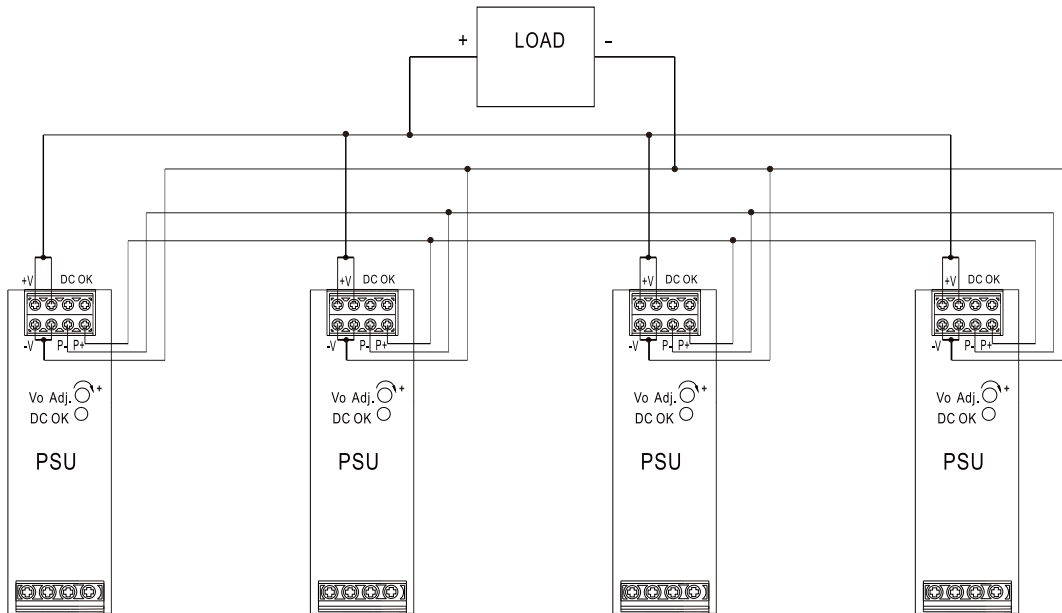 + LOAD -
+V DC OK +V DC OK +V DC OK +V DC OK
-V P- P+ -V P- P+ -V P- P+ -V P- P+
Vo Adj. + Vo Adj. + Vo Adj. + Vo Adj. +
DC OK DC OK DC OK DC OK
PSU PSU PSU PSU